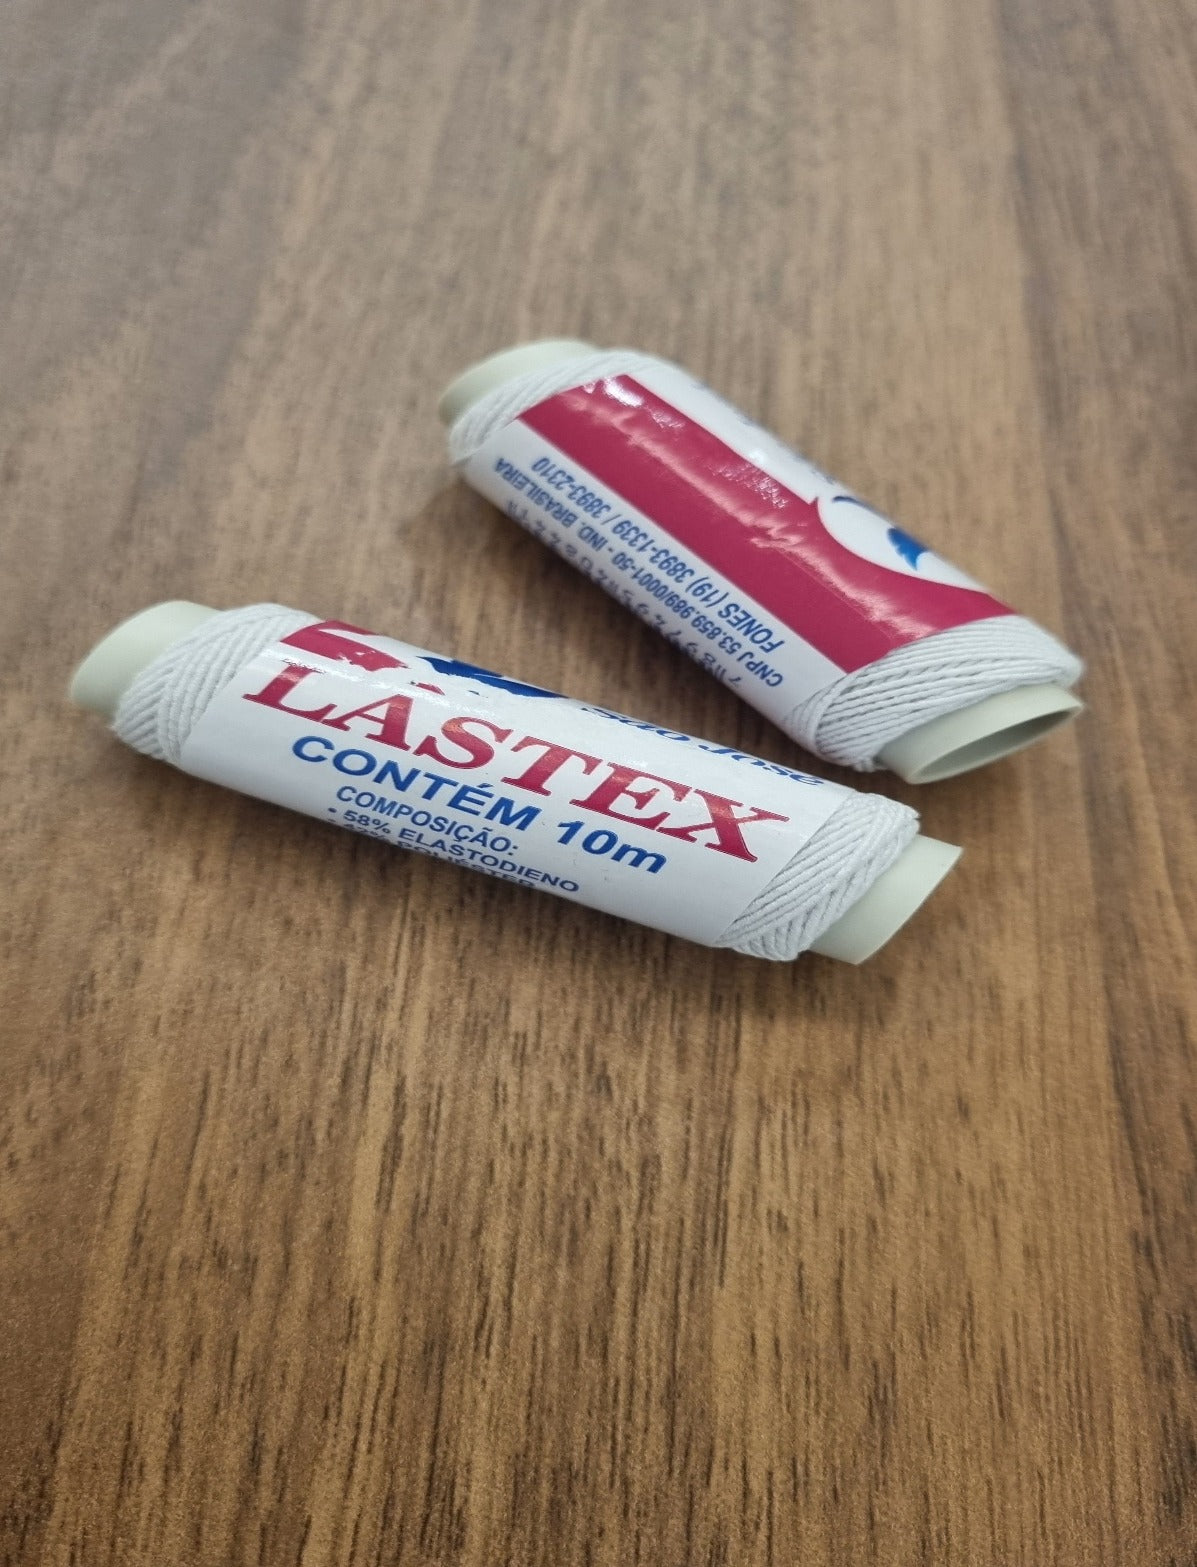 São José
LASTEX
CONTÉM 10m
COMPOSIÇÃO:
• 58% ELASTODIENO
FONES (19) 3893-1339 / 3893-2310
CNPJ 53.859.989/0001-50 - IND. BRASILEIRA